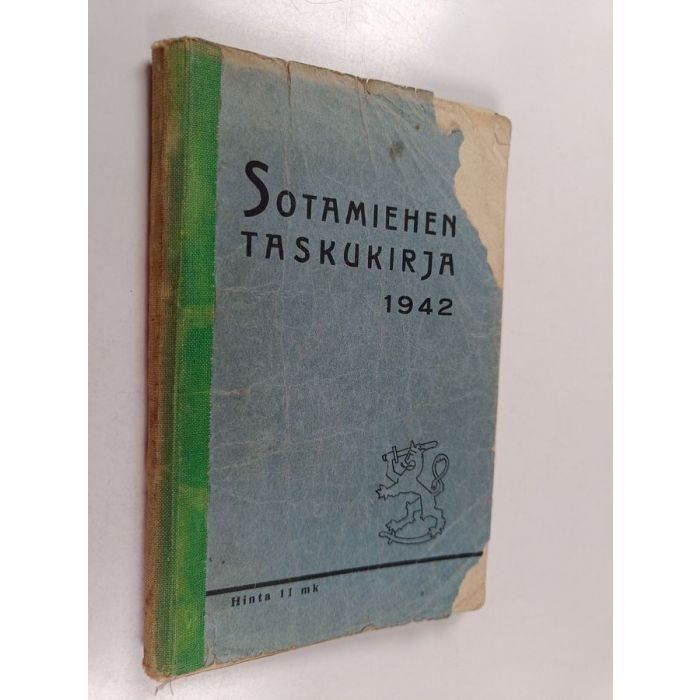 SOTAMIEHEN
TASKUKIRJA
1942
Hinta 11 mk